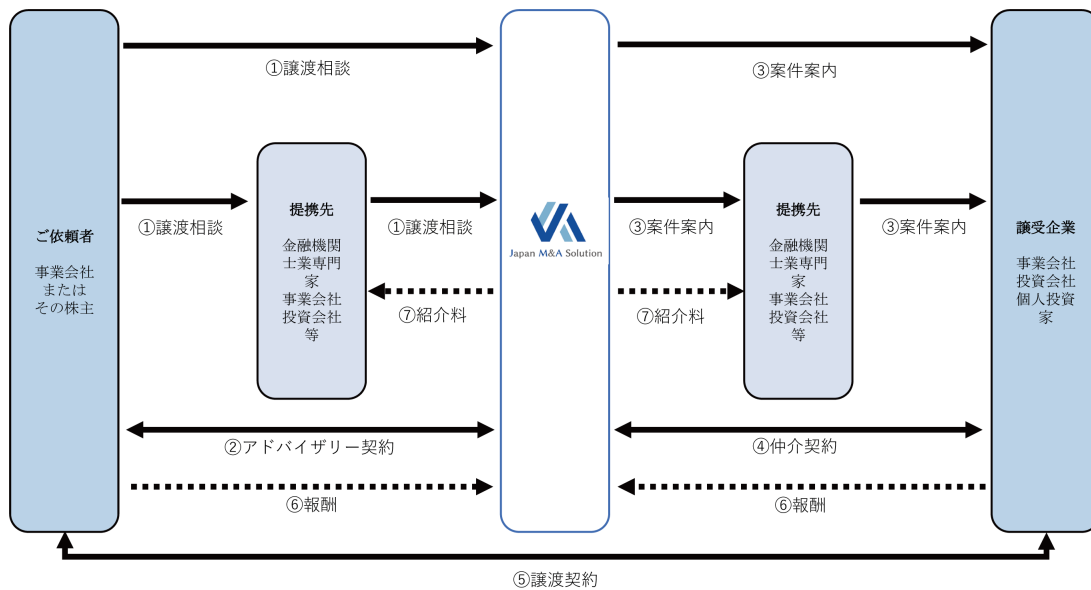 ①譲渡相談
③案件案内
ご依頼者
事業会社
または
その株主
①譲渡相談
提携先
金融機関
士業専門
家
事業会社
投資会社
等
①譲渡相談
⑦紹介料
Japan M&A Solution
③案件案内
⑦紹介料
提携先
金融機関
士業専門
家
事業会社
投資会社
等
③案件案内
譲受企業
事業会社
投資会社
個人投資
家
②アドバイザリー契約
④仲介契約
⑥報酬
⑥報酬
⑤譲渡契約